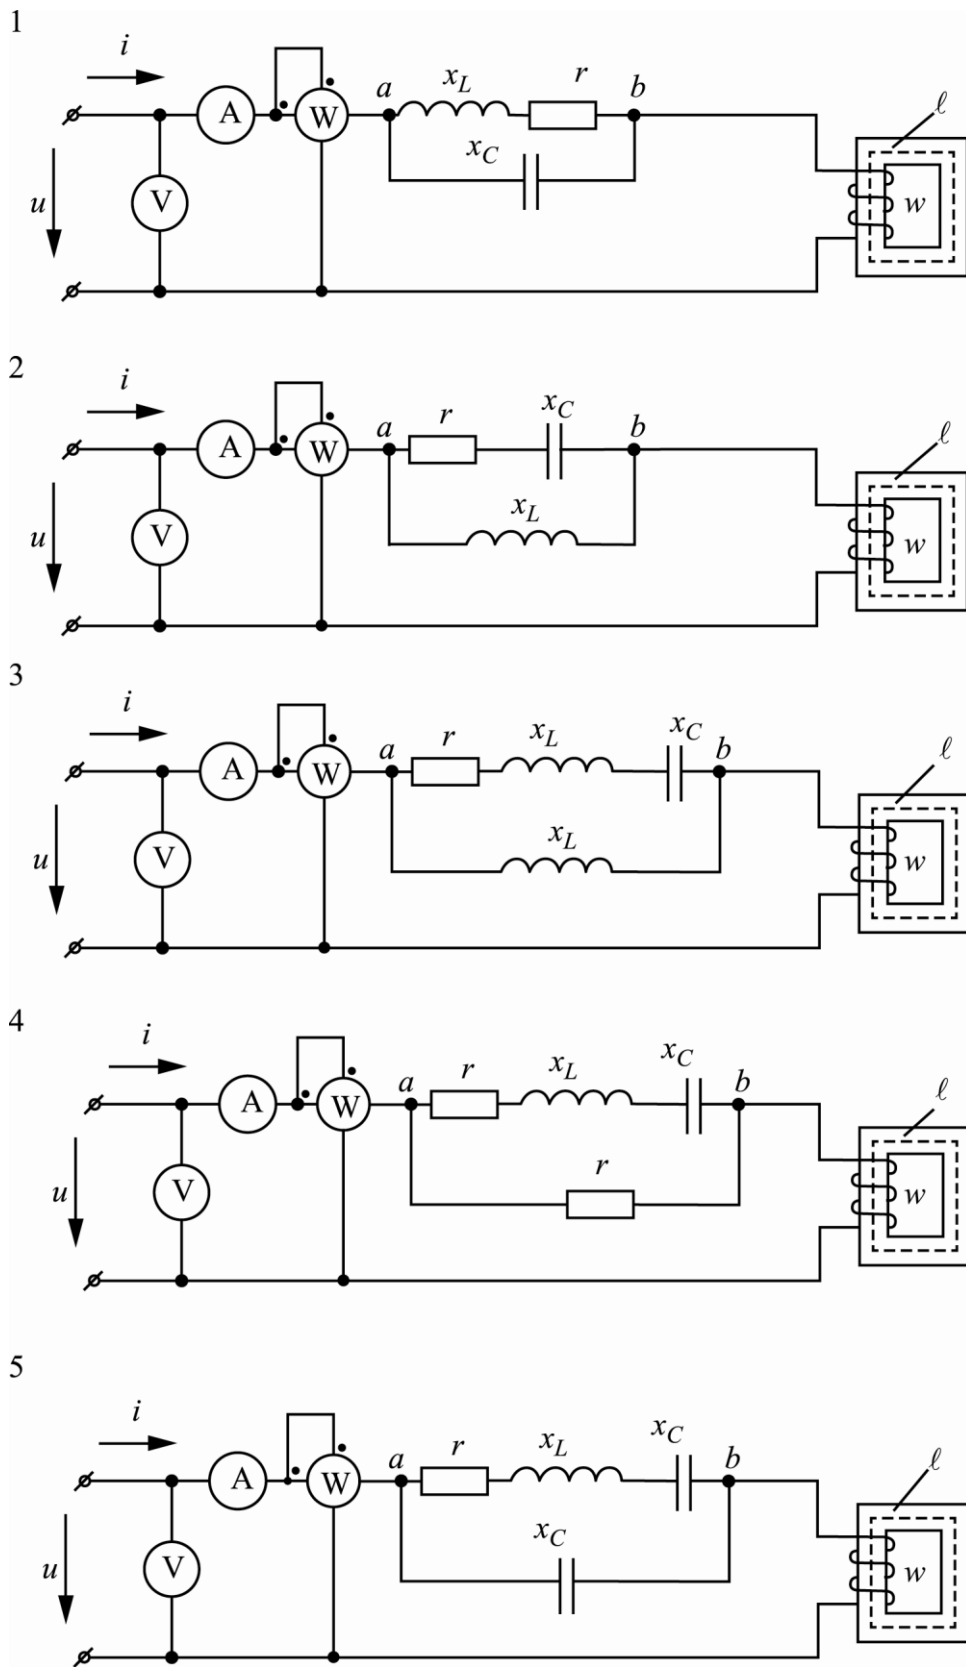 1
i
a x_L r b
A W x_C ℓ
u V w
2
i
a r x_C b
A W x_L ℓ
u V w
3
i
a r x_L x_C b
A W ℓ
u V x_L w
4
i
a r x_L x_C b
A W ℓ
u V r w
5
i
a r x_L x_C b
A W ℓ
u V x_C w